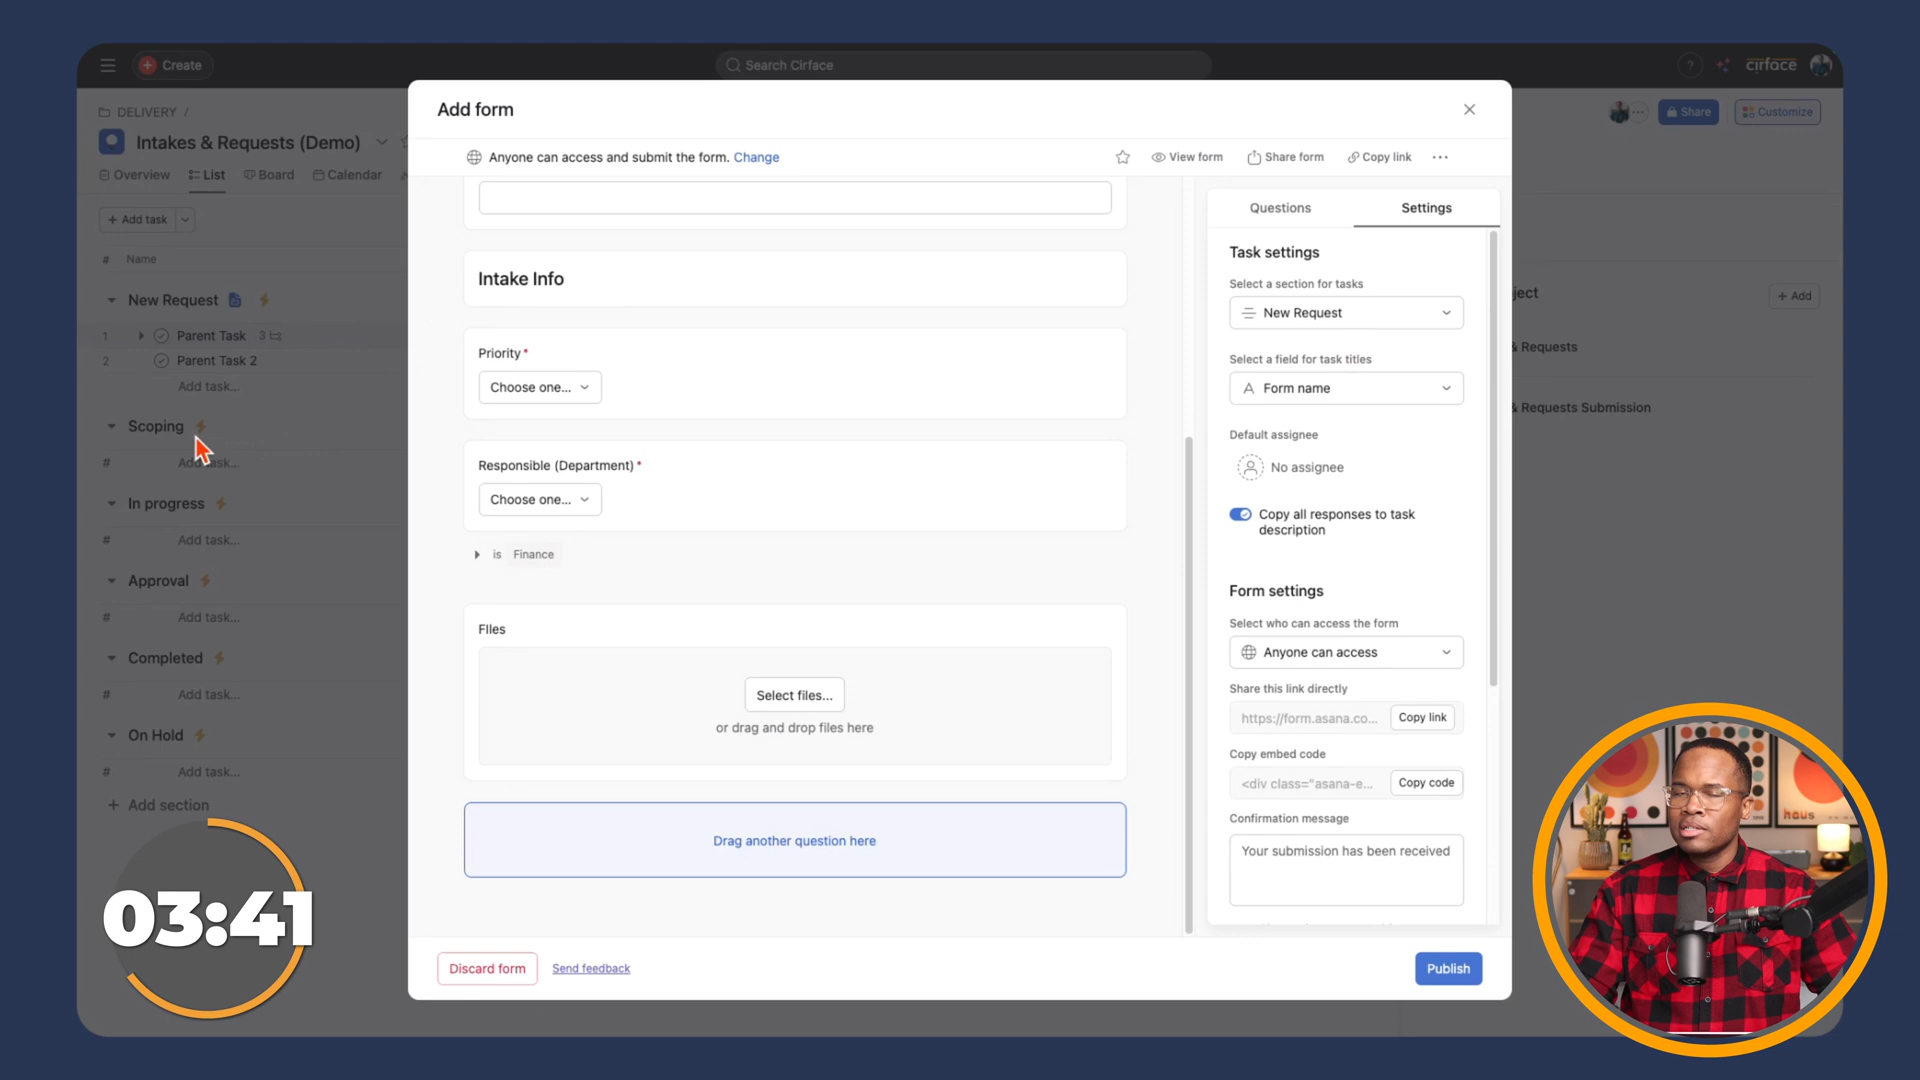 Create
Search Cirface
?
cirface
DELIVERY /
Intakes & Requests (Demo)
Share
Customize
Overview
List
Board
Calendar
+ Add task
# Name
New Request
1 Parent Task 3
2 Parent Task 2
Add task...
Scoping
# Add task...
In progress
# Add task...
Approval
# Add task...
Completed
# Add task...
On Hold
# Add task...
+ Add section
03:41
Add form
Anyone can access and submit the form. Change
View form
Share form
Copy link
Intake Info
Priority *
Choose one...
Responsible (Department) *
Choose one...
is Finance
FIles
Select files...
or drag and drop files here
Drag another question here
Discard form
Send feedback
Publish
Questions
Settings
Task settings
Select a section for tasks
New Request
Select a field for task titles
A Form name
Default assignee
No assignee
Copy all responses to task
description
Form settings
Select who can access the form
Anyone can access
Share this link directly
https://form.asana.co...
Copy link
Copy embed code
<div class="asana-e...
Copy code
Confirmation message
Your submission has been received
ject
+ Add
& Requests
& Requests Submission
haus